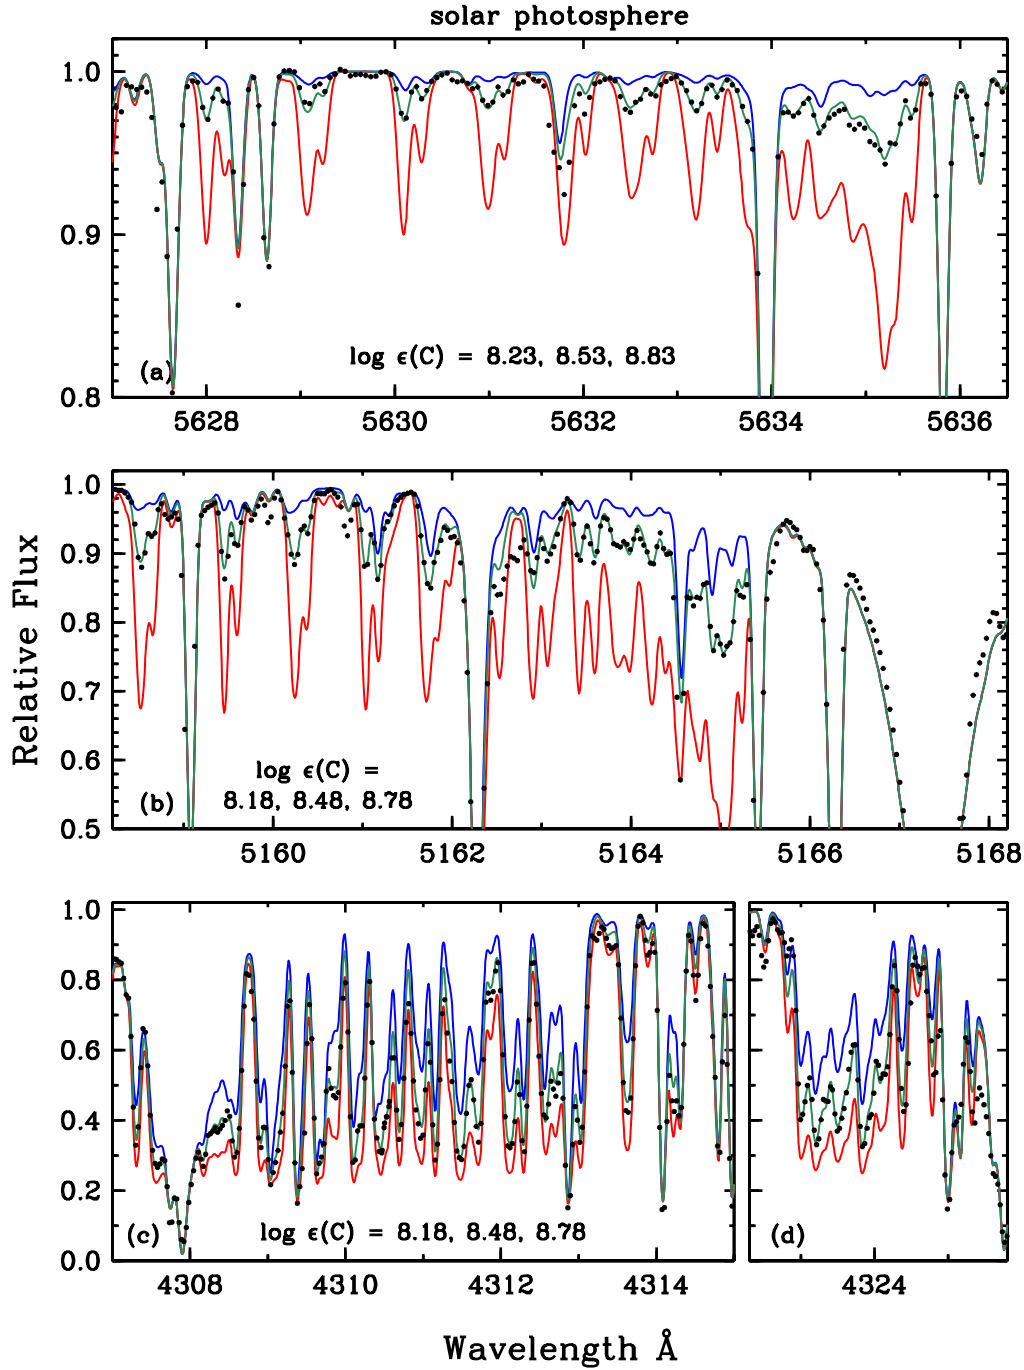 solar photosphere
1.0
0.9
0.8
(a)
log ϵ(C) = 8.23, 8.53, 8.83
5628 5630 5632 5634 5636
1.0
0.9
0.8
0.7
0.6
0.5
(b)
log ϵ(C) =
8.18, 8.48, 8.78
5160 5162 5164 5166 5168
Relative Flux
1.0
0.8
0.6
0.4
0.2
0.0
(c)
log ϵ(C) = 8.18, 8.48, 8.78
(d)
4308 4310 4312 4314 4324
Wavelength Å